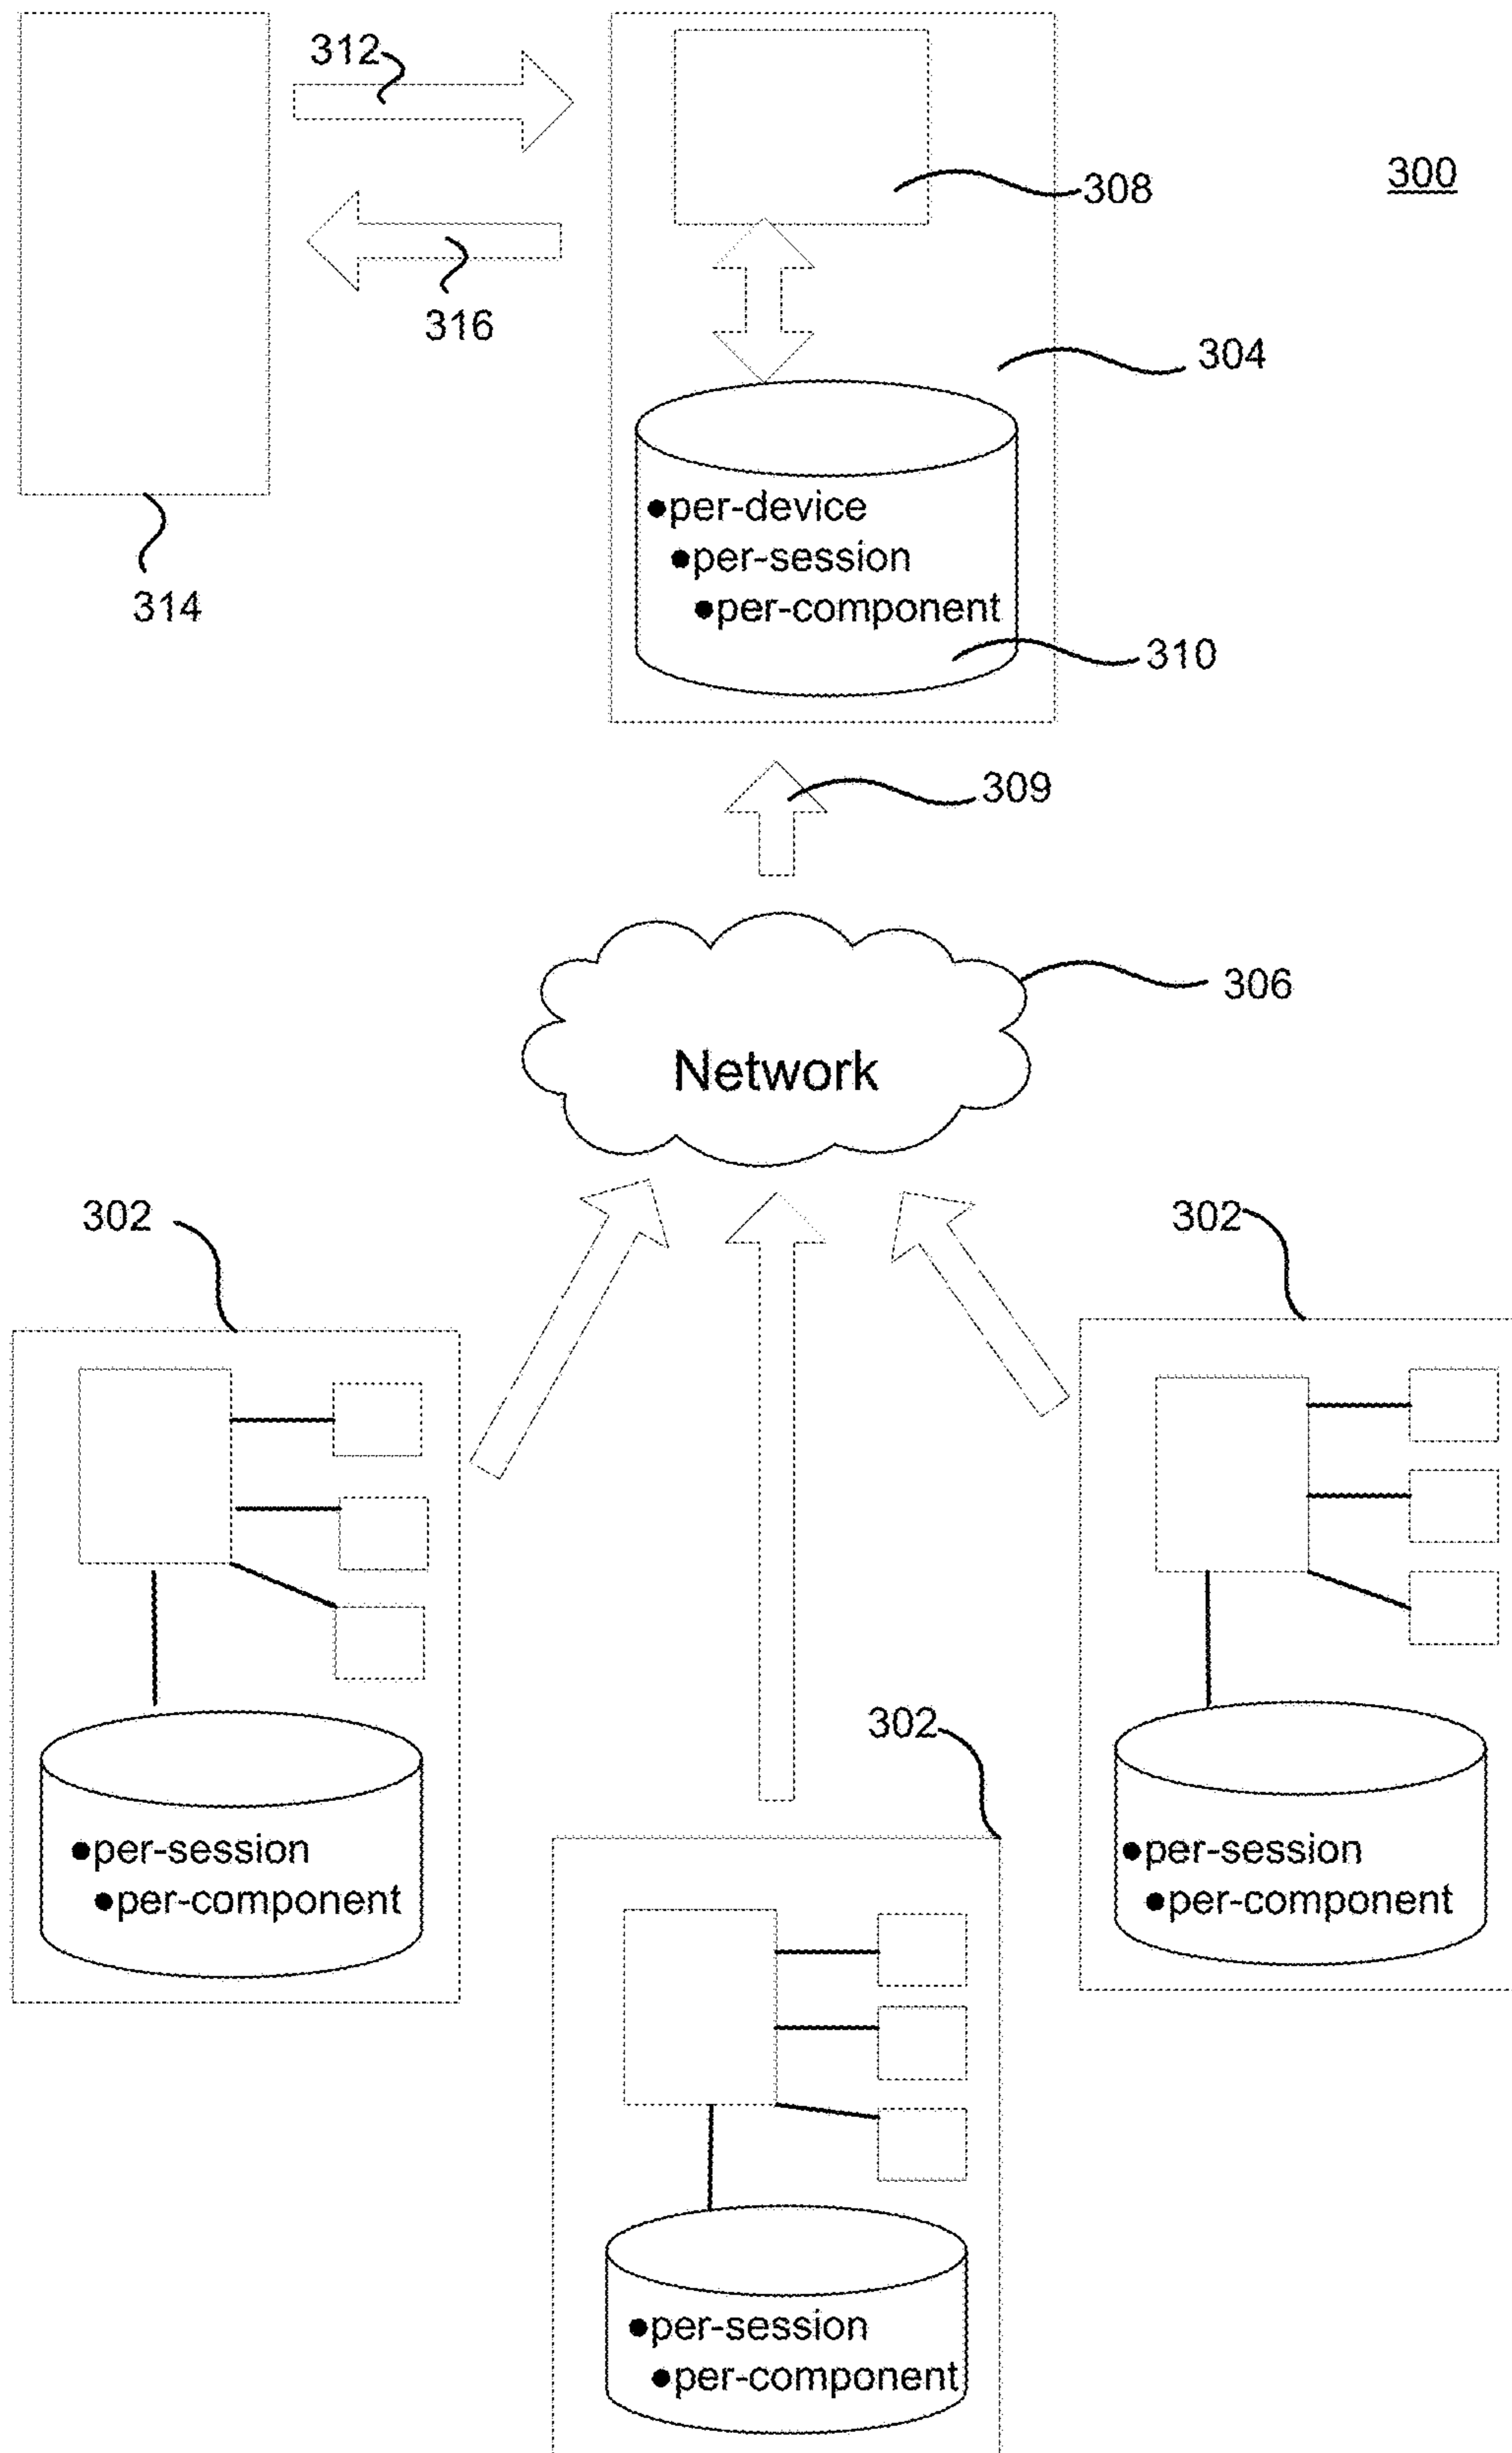 312
308
300
316
304
●per-device
●per-session
●per-component
314
310
309
306
Network
302
302
302
●per-session
●per-component
●per-session
●per-component
●per-session
●per-component